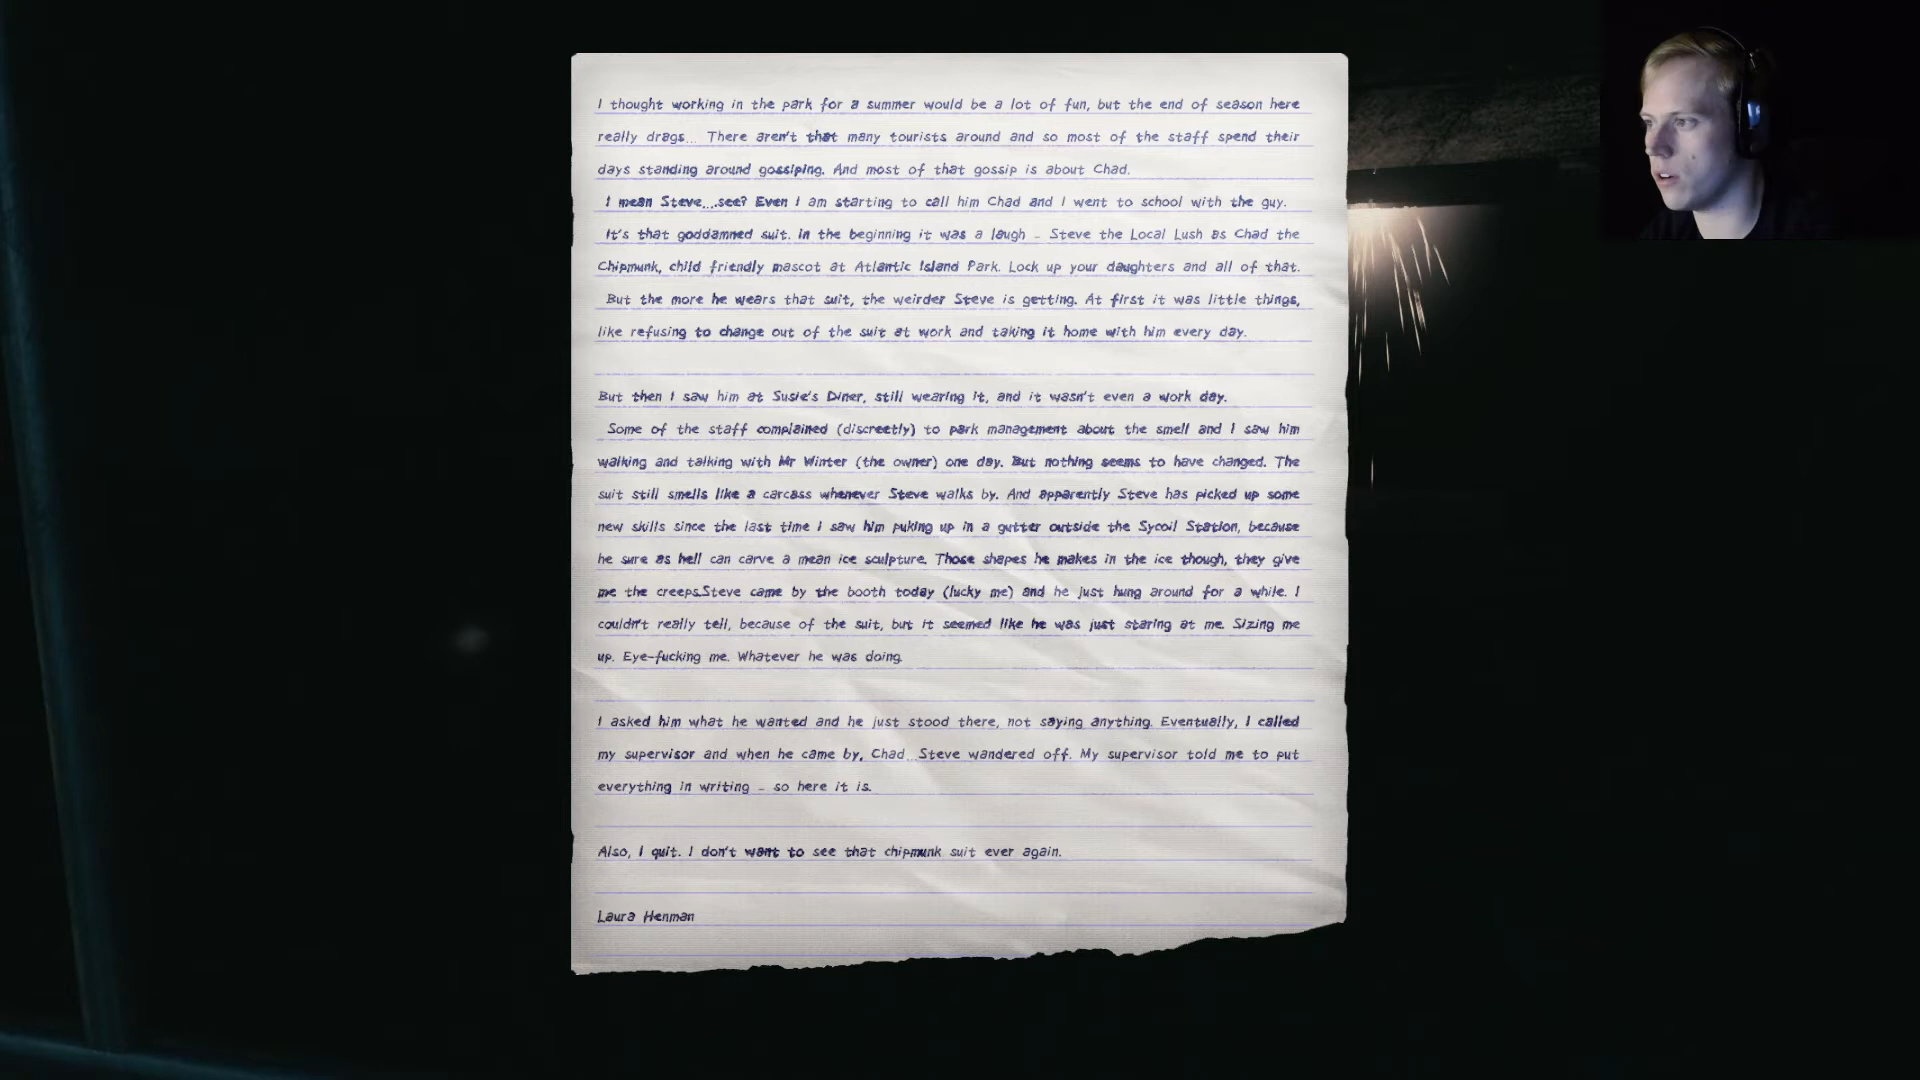 I thought working in the park for a summer would be a lot of fun, but the end of season here
really drags... There aren't that many tourists around and so most of the staff spend their
days standing around gossiping. And most of that gossip is about Chad.
I mean Steve...see? Even I am starting to call him Chad and I went to school with the guy.
It's that goddamned suit. In the beginning it was a laugh - Steve the Local Lush as Chad the
Chipmunk, child friendly mascot at Atlantic Island Park. Lock up your daughters and all of that.
But the more he wears that suit, the weirder Steve is getting. At first it was little things,
like refusing to change out of the suit at work and taking it home with him every day.
But then I saw him at Susie's Diner, still wearing it, and it wasn't even a work day.
Some of the staff complained (discreetly) to park management about the smell and I saw him
walking and talking with Mr Winter (the owner) one day. But nothing seems to have changed. The
suit still smells like a carcass whenever Steve walks by. And apparently Steve has picked up some
new skills since the last time I saw him puking up in a gutter outside the Sycoil Station, because
he sure as hell can carve a mean ice sculpture. Those shapes he makes in the ice though, they give
me the creeps.Steve came by the booth today (lucky me) and he just hung around for a while. I
couldn't really tell, because of the suit, but it seemed like he was just staring at me. Sizing me
up. Eye-fucking me. Whatever he was doing.
I asked him what he wanted and he just stood there, not saying anything. Eventually, I called
my supervisor and when he came by, Chad...Steve wandered off. My supervisor told me to put
everything in writing - so here it is.
Also, I quit. I don't want to see that chipmunk suit ever again.
Laura Henman